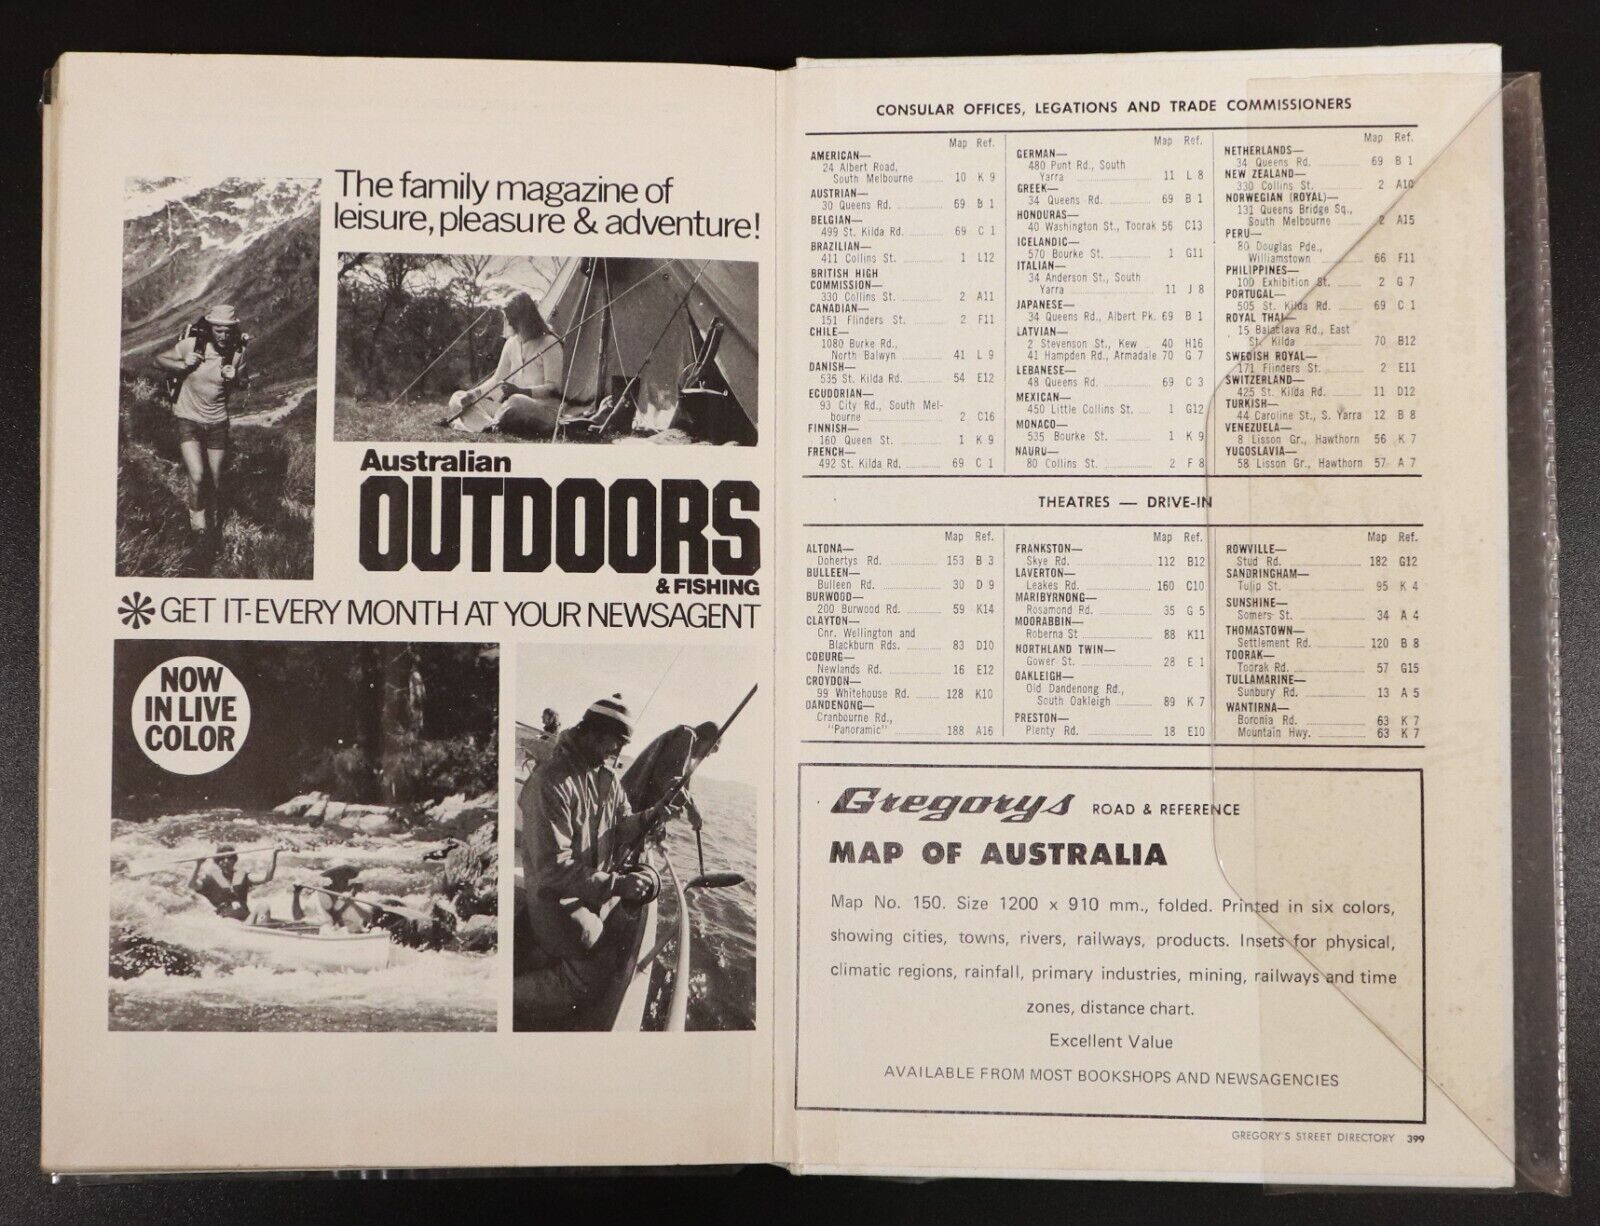 The family magazine of
leisure, pleasure & adventure!
Australian
OUTDOORS
& FISHING
GET IT-EVERY MONTH AT YOUR NEWSAGENT
NOW
IN LIVE
COLOR
CONSULAR OFFICES, LEGATIONS AND TRADE COMMISSIONERS
Map Ref.
AMERICAN—
24 Albert Road,
South Melbourne 10 K 9
AUSTRIAN—
30 Queens Rd. 69 B 1
BELGIAN—
499 St. Kilda Rd. 69 C 1
BRAZILIAN—
411 Collins St. 1 L12
BRITISH HIGH
COMMISSION—
330 Collins St. 2 A11
CANADIAN—
151 Flinders St. 2 F11
CHILE—
1080 Burke Rd.,
North Balwyn 41 L 9
DANISH—
535 St. Kilda Rd. 54 E12
ECUDORIAN—
93 City Rd., South Mel-
bourne 2 C16
FINNISH—
160 Queen St. 1 K 9
FRENCH—
492 St. Kilda Rd. 69 C 1
Map Ref.
GERMAN—
480 Punt Rd., South
Yarra 11 L 8
GREEK—
34 Queens Rd. 69 B 1
HONDURAS—
40 Washington St., Toorak 56 C13
ICELANDIC—
570 Bourke St. 1 G11
ITALIAN—
34 Anderson St., South
Yarra 11 J 8
JAPANESE—
34 Queens Rd., Albert Pk. 69 B 1
LATVIAN—
2 Stevenson St., Kew 40 H16
41 Hampden Rd., Armadale 70 G 7
LEBANESE—
48 Queens Rd. 69 C 3
MEXICAN—
450 Little Collins St. 1 G12
MONACO—
535 Bourke St. 1 K 9
NAURU—
80 Collins St. 2 F 8
Map Ref.
NETHERLANDS—
34 Queens Rd. 69 B 1
NEW ZEALAND—
330 Collins St. 2 A10
NORWEGIAN (ROYAL)—
131 Queens Bridge Sq.,
South Melbourne 2 A15
PERU—
80 Douglas Pde.,
Williamstown 66 F11
PHILIPPINES—
100 Exhibition St. 2 G 7
PORTUGAL—
505 St. Kilda Rd. 69 C 1
ROYAL THAI—
15 Balaclava Rd., East
St. Kilda 70 B12
SWEDISH ROYAL—
171 Flinders St. 2 E11
SWITZERLAND—
425 St. Kilda Rd. 11 D12
TURKISH—
44 Caroline St., S. Yarra 12 B 8
VENEZUELA—
8 Lisson Gr., Hawthorn 56 K 7
YUGOSLAVIA—
58 Lisson Gr., Hawthorn 57 A 7
THEATRES — DRIVE-IN
Map Ref.
ALTONA—
Dohertys Rd. 153 B 3
BULLEEN—
Bulleen Rd. 30 D 9
BURWOOD—
200 Burwood Rd. 59 K14
CLAYTON—
Cnr. Wellington and
Blackburn Rds. 83 D10
COBURG—
Newlands Rd. 16 E12
CROYDON—
99 Whitehouse Rd. 128 K10
DANDENONG—
Cranbourne Rd.,
"Panoramic" 188 A16
Map Ref.
FRANKSTON—
Skye Rd. 112 B12
LAVERTON—
Leakes Rd. 160 C10
MARIBYRNONG—
Rosamond Rd. 35 G 5
MOORABBIN—
Roberna St 88 K11
NORTHLAND TWIN—
Gower St. 28 E 1
OAKLEIGH—
Old Dandenong Rd.,
South Oakleigh 89 K 7
PRESTON—
Plenty Rd. 18 E10
Map Ref.
ROWVILLE—
Stud Rd. 182 G12
SANDRINGHAM—
Tulip St. 95 K 4
SUNSHINE—
Somers St. 34 A 4
THOMASTOWN—
Settlement Rd. 120 B 8
TOORAK—
Toorak Rd. 57 G15
TULLAMARINE—
Sunbury Rd. 13 A 5
WANTIRNA—
Boronia Rd. 63 K 7
Mountain Hwy. 63 K 7
Gregorys ROAD & REFERENCE
MAP OF AUSTRALIA
Map No. 150. Size 1200 x 910 mm., folded. Printed in six colors,
showing cities, towns, rivers, railways, products. Insets for physical,
climatic regions, rainfall, primary industries, mining, railways and time
zones, distance chart.
Excellent Value
AVAILABLE FROM MOST BOOKSHOPS AND NEWSAGENCIES
GREGORY'S STREET DIRECTORY 399